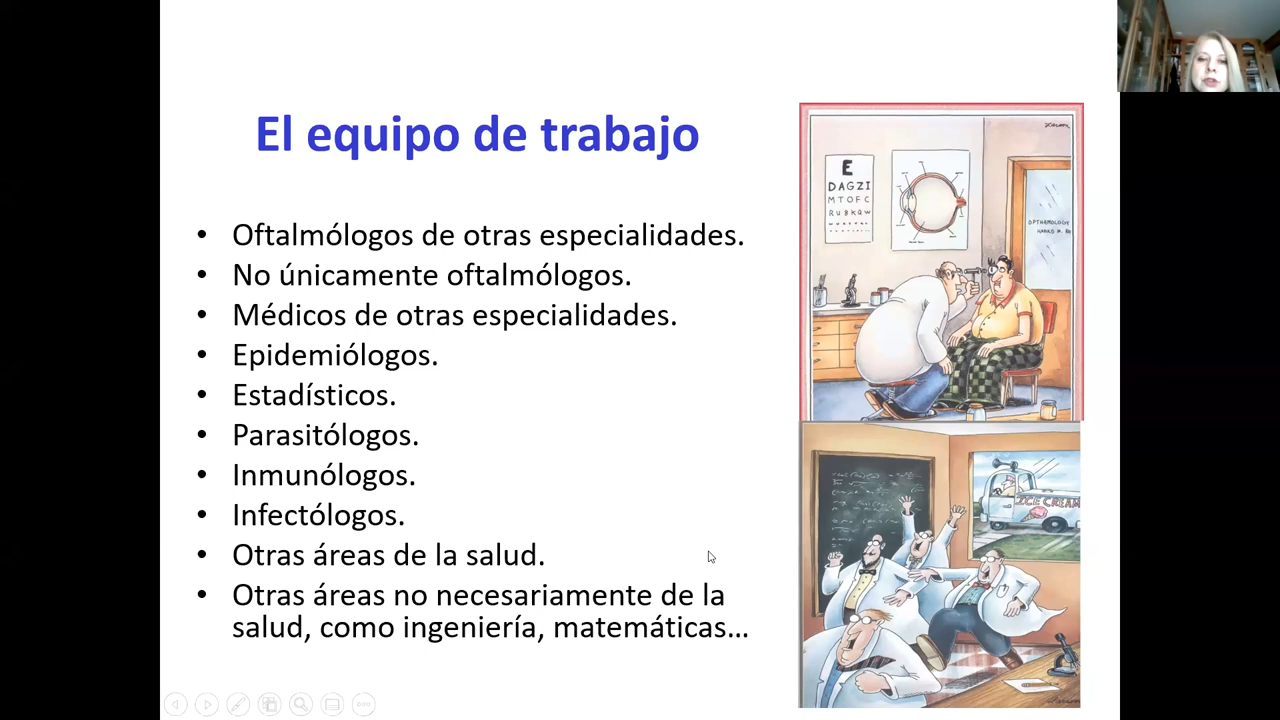 El equipo de trabajo
• Oftalmólogos de otras especialidades.
• No únicamente oftalmólogos.
• Médicos de otras especialidades.
• Epidemiólogos.
• Estadísticos.
• Parasitólogos.
• Inmunólogos.
• Infectólogos.
• Otras áreas de la salud.
• Otras áreas no necesariamente de la
salud, como ingeniería, matemáticas...
E
DAGZI
MTOFC
ICE CREAM